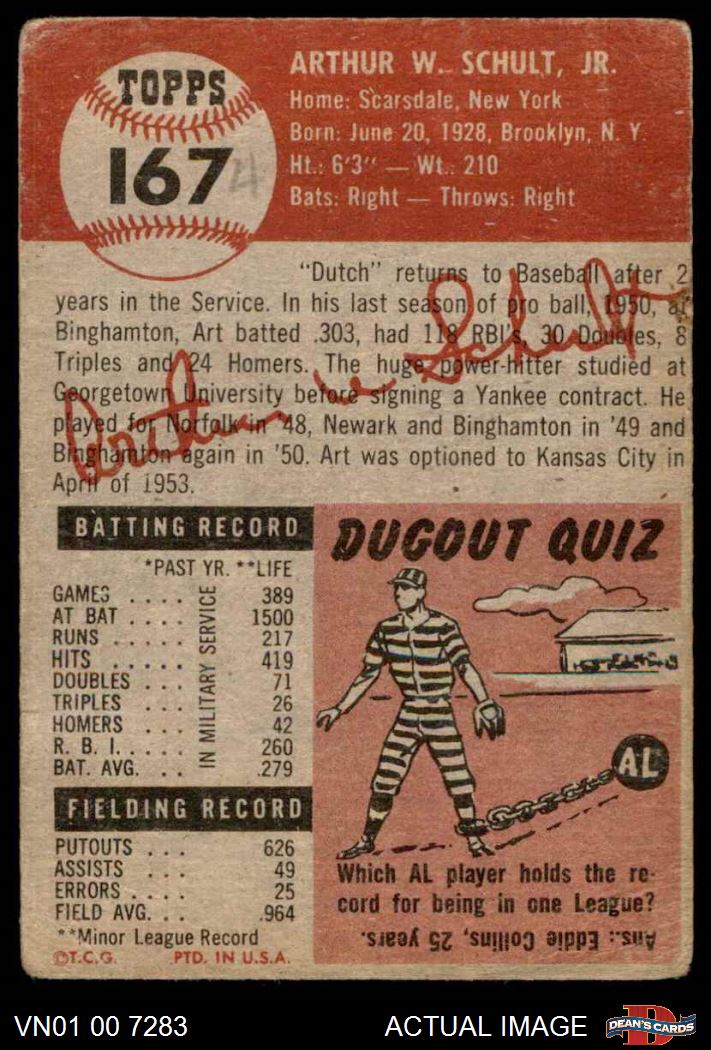 TOPPS
167
4
ARTHUR W. SCHULT, JR.
Home: Scarsdale, New York
Born: June 20, 1928, Brooklyn, N. Y.
Ht.: 6'3" — Wt.: 210
Bats: Right — Throws: Right
"Dutch" returns to Baseball after 2
years in the Service. In his last season of pro ball, 1950, at
Binghamton, Art batted .303, had 118 RBI's, 30 Doubles, 8
Triples and 24 Homers. The huge power-hitter studied at
Georgetown University before signing a Yankee contract. He
played for Norfolk in '48, Newark and Binghamton in '49 and
Binghamton again in '50. Art was optioned to Kansas City in
April of 1953.
Arthur W Schult
BATTING RECORD
*PAST YR. **LIFE
GAMES .... 389
AT BAT .... 1500
RUNS ..... 217
HITS ..... 419
DOUBLES ... 71
TRIPLES ... 26
HOMERS ... 42
R. B. I. .... 260
BAT. AVG. .. .279
IN MILITARY SERVICE
FIELDING RECORD
PUTOUTS ... 626
ASSISTS ... 49
ERRORS .... 25
FIELD AVG. .. .964
**Minor League Record
©T.C.G. PTD. IN U.S.A.
DUGOUT QUIZ
AL
Which AL player holds the re-
cord for being in one League?
Ans.: Eddie Collins, 25 years.
VN01 00 7283
ACTUAL IMAGE
DEAN'S CARDS